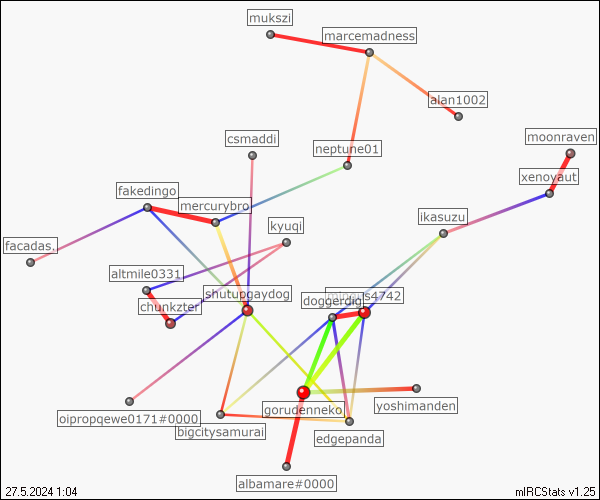 mukszi
marcemadness
alan1002
csmaddi
neptune01
moonraven
xenoyaut
fakedingo
mercurybro
ikasuzu
kyuqi
facadas.
altmile0331
shutupgaydog
doggerdig
4742
chunkzter
gorudenneko
yoshimanden
oipropqewe0171#0000
bigcitysamurai
edgepanda
albamare#0000
27.5.2024 1:04
mIRCStats v1.25